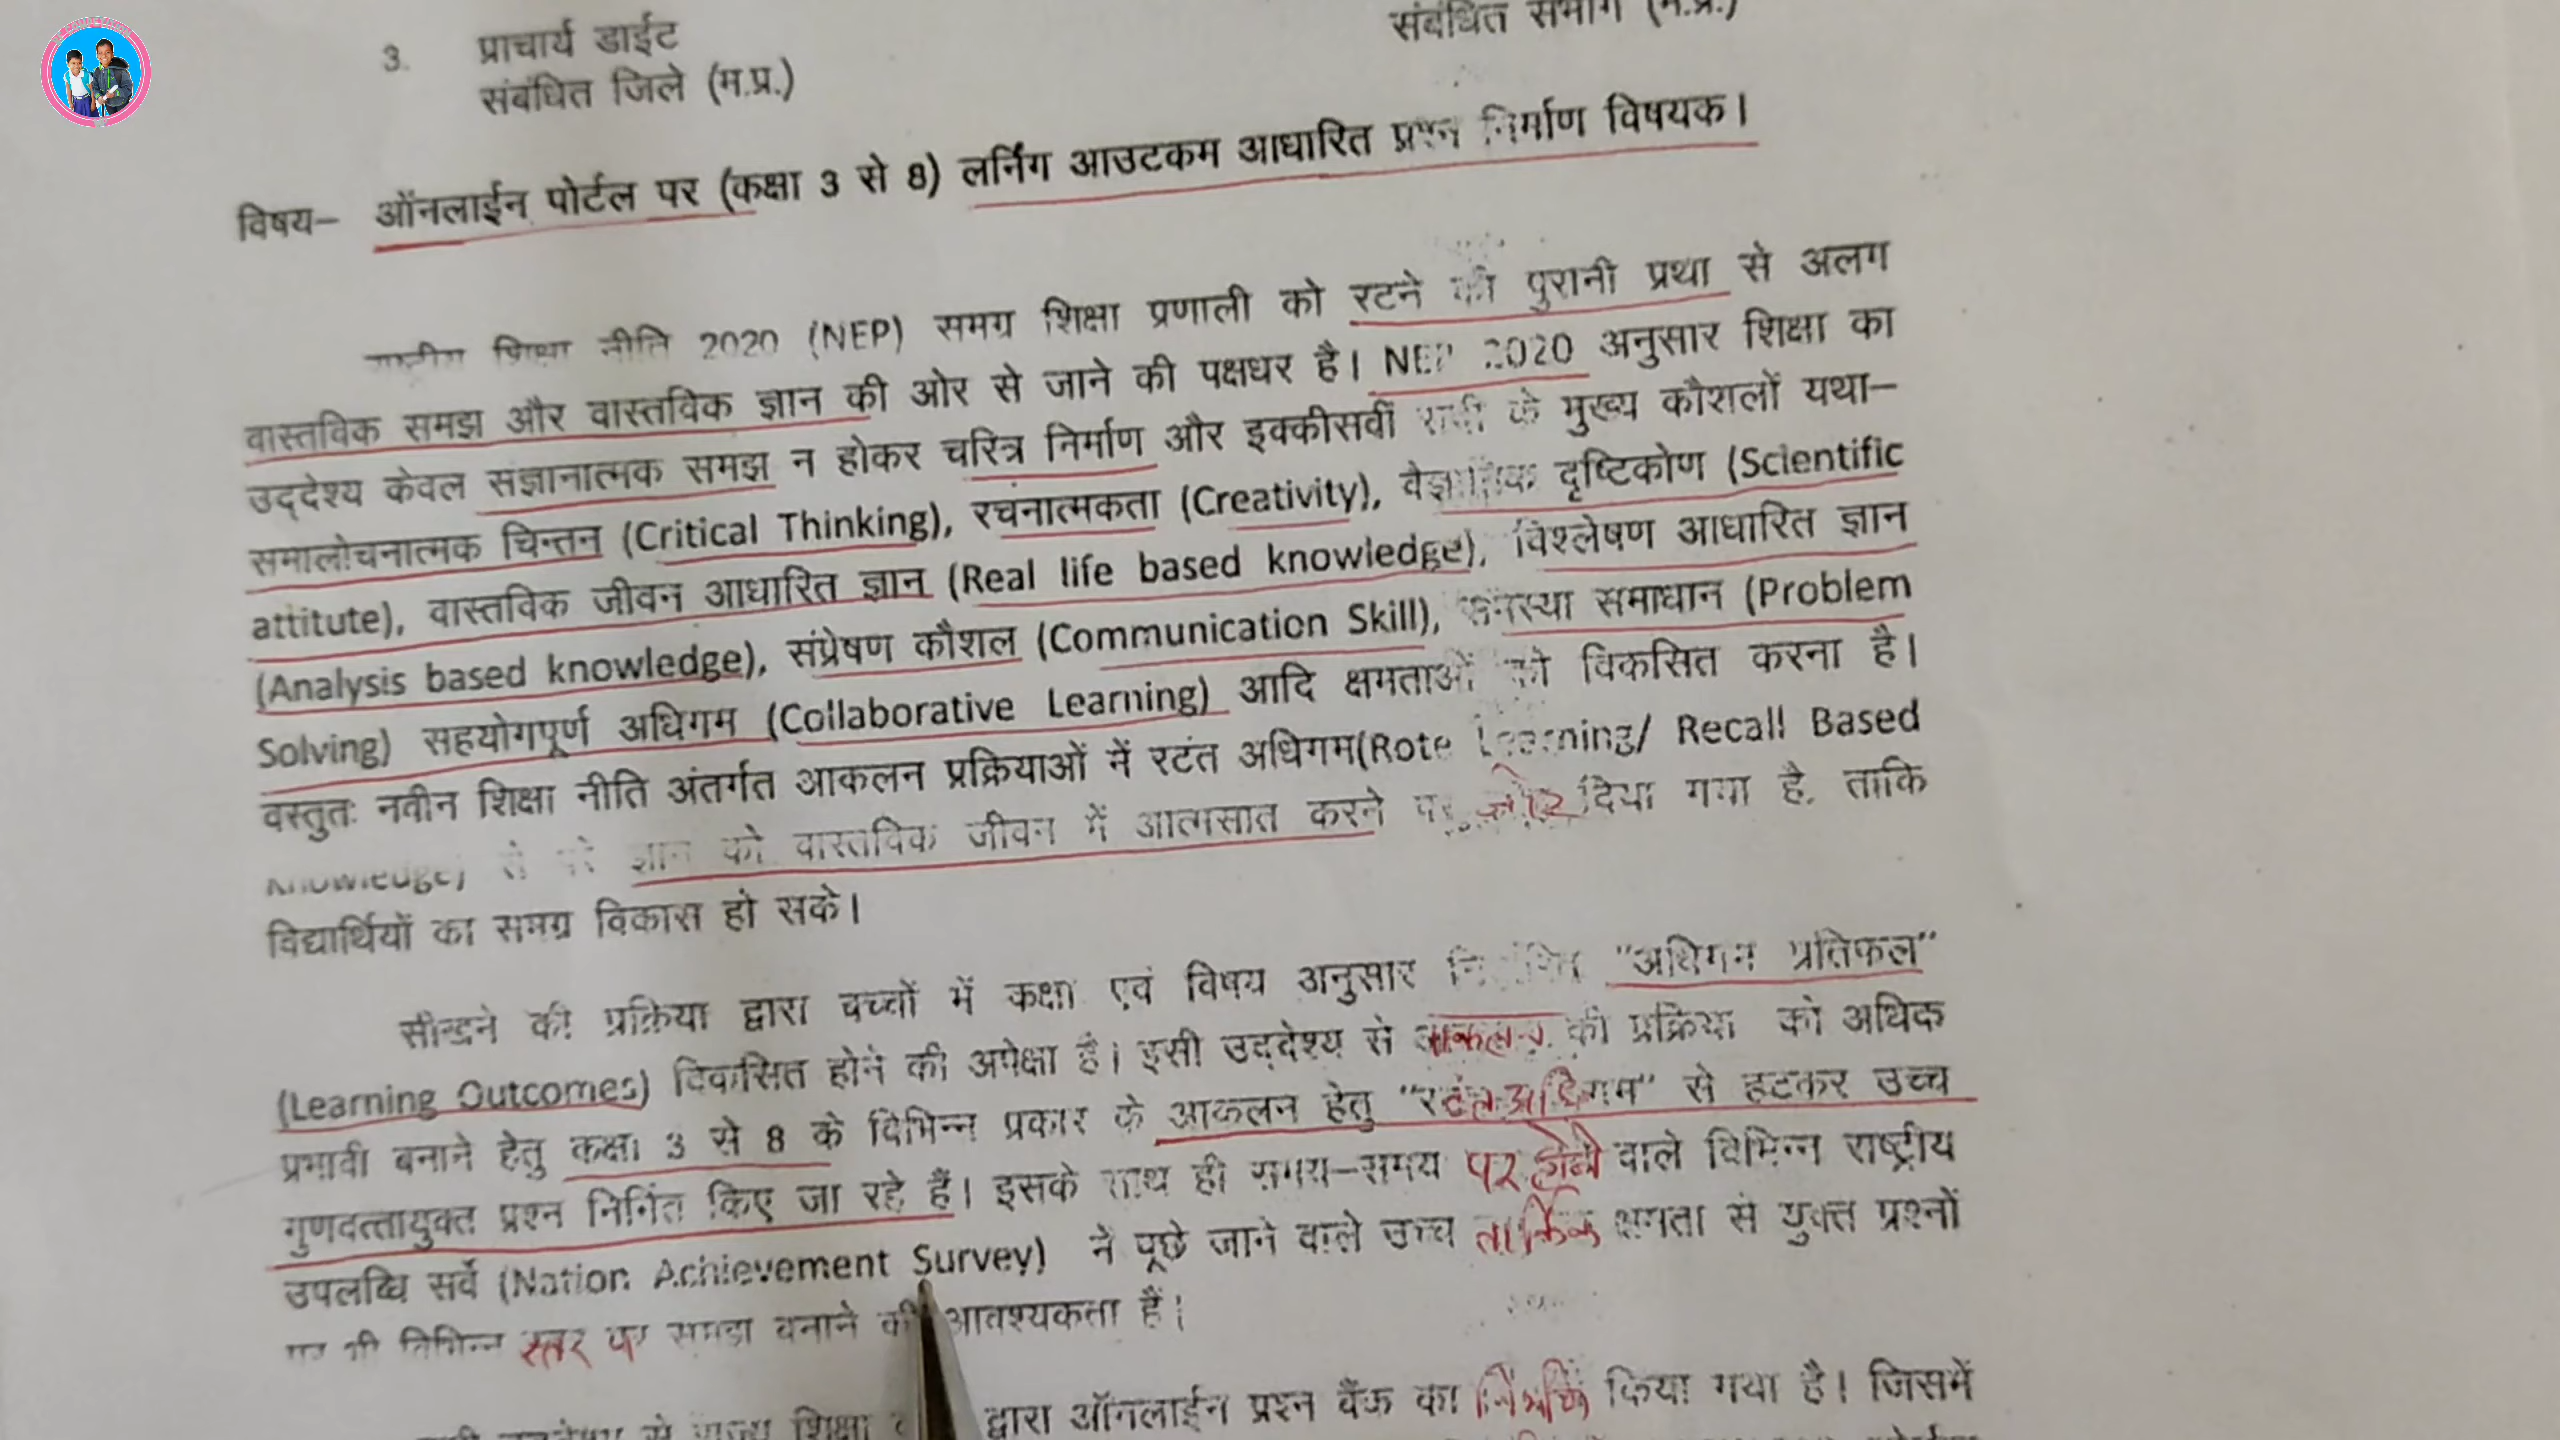 संबंधित संभाग (म.प्र.)
3. प्राचार्य डाईट
संबंधित जिले (म.प्र.)
विषय– ऑनलाईन पोर्टल पर (कक्षा 3 से 8) लर्निंग आउटकम आधारित प्रश्न निर्माण विषयक।
शिक्षा नीति 2020 (NEP) समग्र शिक्षा प्रणाली को रटने की पुरानी प्रथा से अलग
वास्तविक समझ और वास्तविक ज्ञान की ओर से जाने की पक्षधर है। NEP 2020 अनुसार शिक्षा का
उद्देश्य केवल संज्ञानात्मक समझ न होकर चरित्र निर्माण और इक्कीसवीं सदी के मुख्य कौशलों यथा–
समालोचनात्मक चिन्तन (Critical Thinking), रचनात्मकता (Creativity), वैज्ञानिक दृष्टिकोण (Scientific
attitute), वास्तविक जीवन आधारित ज्ञान (Real life based knowledge), विश्लेषण आधारित ज्ञान
(Analysis based knowledge), संप्रेषण कौशल (Communication Skill), समस्या समाधान (Problem
Solving) सहयोगपूर्ण अधिगम (Collaborative Learning) आदि क्षमताओं को विकसित करना है।
वस्तुतः नवीन शिक्षा नीति अंतर्गत आकलन प्रक्रियाओं में रटंत अधिगम(Rote Learning/ Recall Based
Knowledge) से परे ज्ञान को वास्तविक जीवन में आत्मसात करने पर जोर दिया गया है, ताकि
विद्यार्थियों का समग्र विकास हो सके।
सीखने की प्रक्रिया द्वारा बच्चों में कक्षा एवं विषय अनुसार "अधिगम प्रतिफल"
(Learning Outcomes) विकसित होने की अपेक्षा है। इसी उद्देश्य से आकलन की प्रक्रिया को अधिक
प्रभावी बनाने हेतु कक्षा 3 से 8 के विभिन्न प्रकार के आकलन हेतु "रटंत अधिगम" से हटकर उच्च
गुणवत्तायुक्त प्रश्न निर्मित किए जा रहे हैं। इसके साथ ही समय–समय पर होने वाले विभिन्न राष्ट्रीय
उपलब्धि सर्वे (Nation Achievement Survey) में पूछे जाने वाले उच्च तार्किक क्षमता से युक्त प्रश्नों
पर भी विभिन्न स्तर पर समझ बनाने की आवश्यकता है।
से राज्य शिक्षा द्वारा ऑनलाईन प्रश्न बैंक का किया गया है। जिसमें